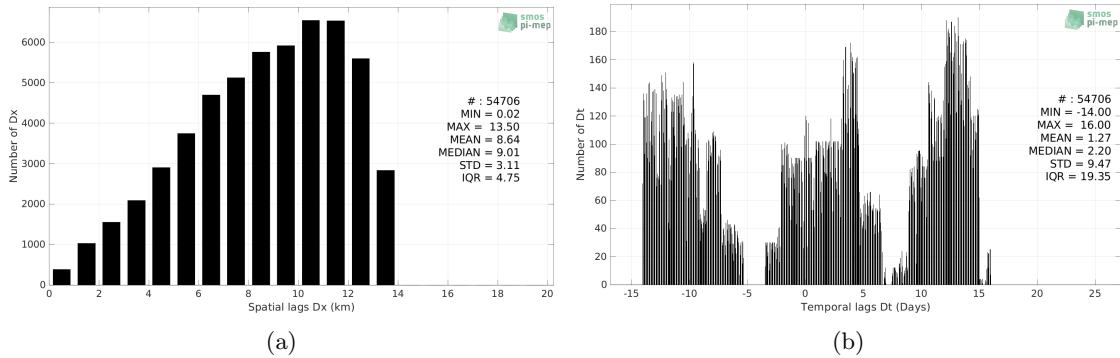 smos
pi-mep
6000
5000
4000
3000
2000
1000
0
Number of Dx
# : 54706
MIN = 0.02
MAX = 13.50
MEAN = 8.64
MEDIAN = 9.01
STD = 3.11
IQR = 4.75
0 2 4 6 8 10 12 14 16 18 20
Spatial lags Dx (km)
(a)
smos
pi-mep
180
160
140
120
100
80
60
40
20
0
Number of Dt
# : 54706
MIN = -14.00
MAX = 16.00
MEAN = 1.27
MEDIAN = 2.20
STD = 9.47
IQR = 19.35
-15 -10 -5 0 5 10 15 20 25
Temporal lags Dt (Days)
(b)